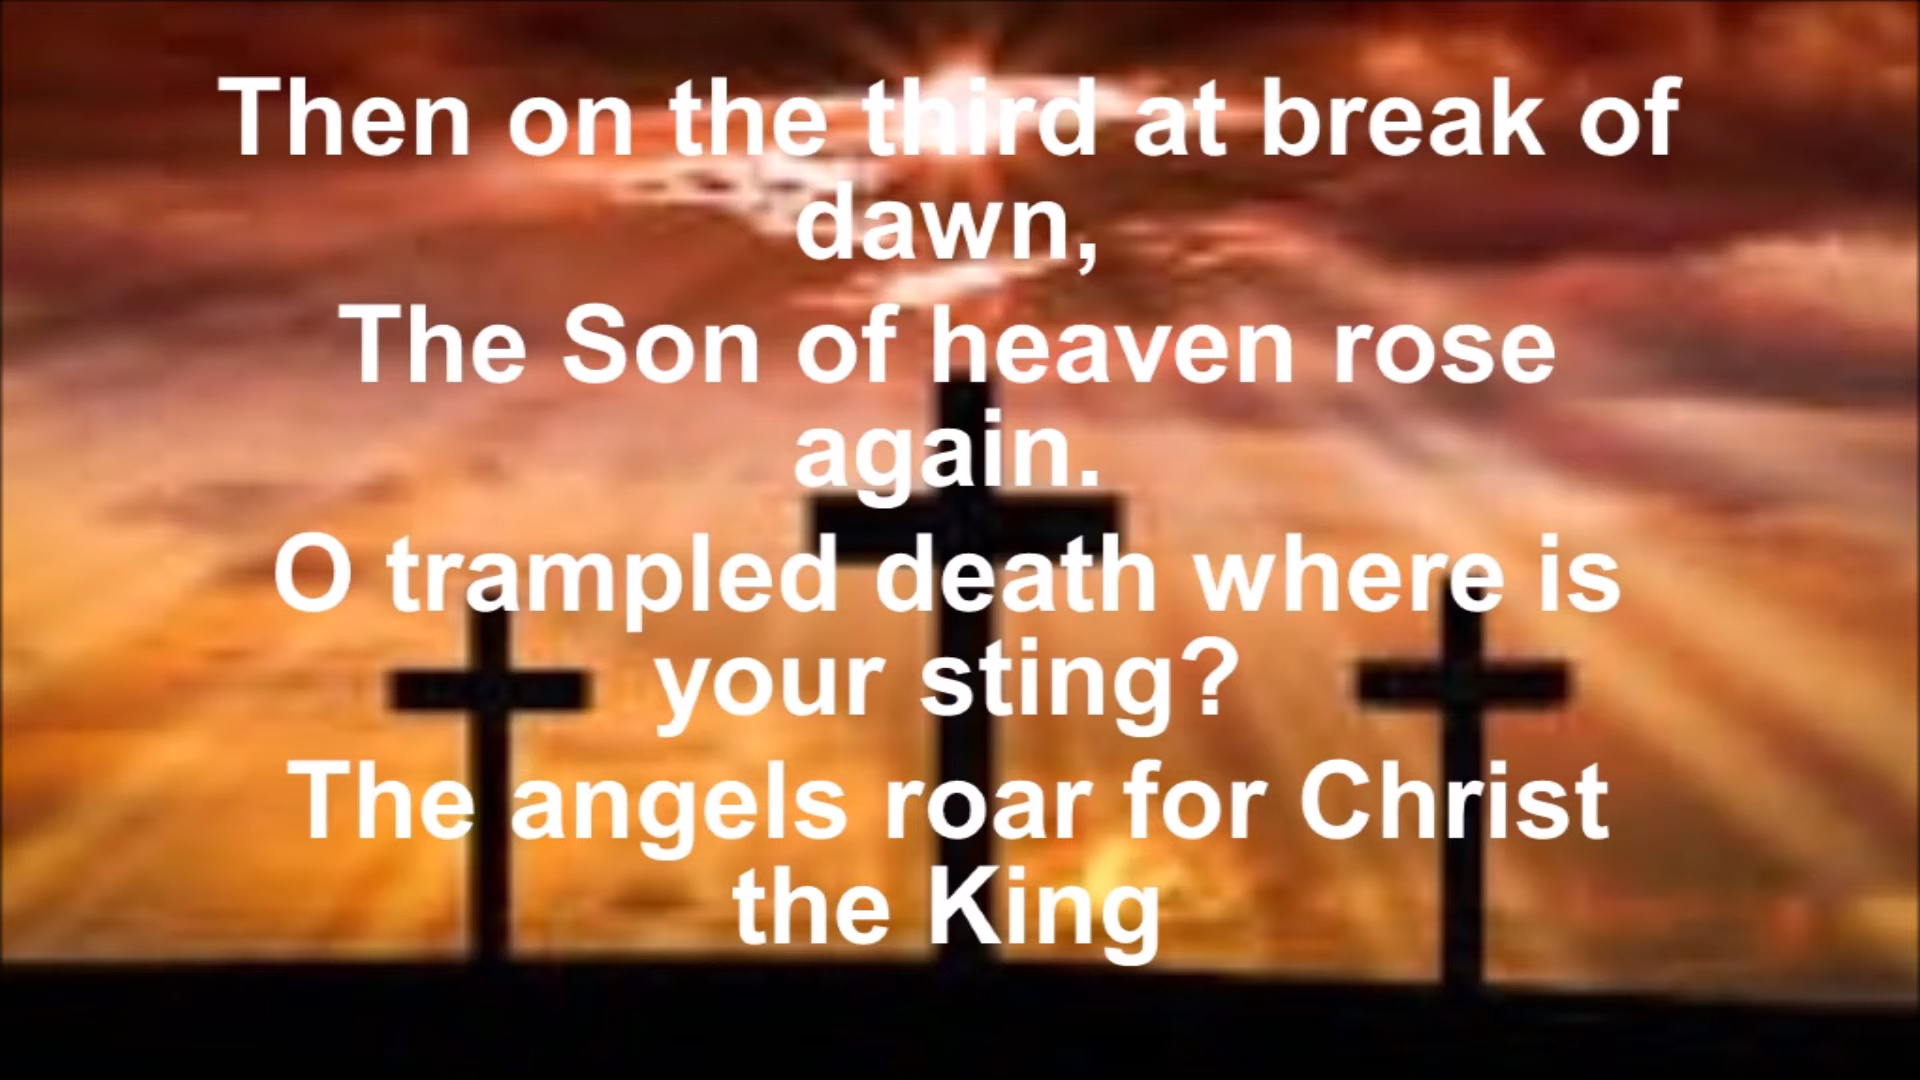 Then on the third at break of
dawn,
The Son of heaven rose
again.
O trampled death where is
your sting?
The angels roar for Christ
the King